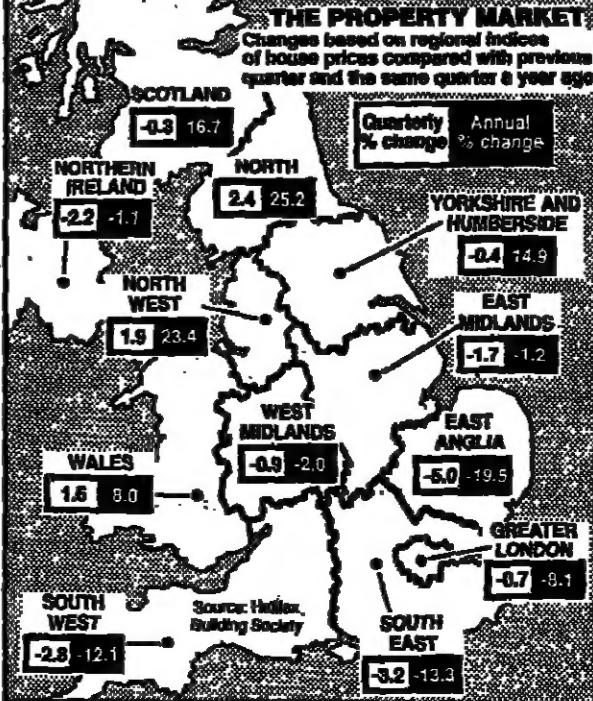 THE PROPERTY MARKET
Changes based on regional indices
of house prices compared with previous
quarter and the same quarter a year ago
Quarterly
% change
Annual
% change
SCOTLAND
-0.3 16.7
NORTHERN
IRELAND
-2.2 -1.1
NORTH
2.4 25.2
YORKSHIRE AND
HUMBERSIDE
-0.4 14.9
NORTH
WEST
1.9 23.4
EAST
MIDLANDS
-1.7 -1.2
WEST
MIDLANDS
-0.9 -2.0
EAST
ANGLIA
-5.0 -19.5
WALES
1.5 8.0
GREATER
LONDON
-0.7 -8.1
SOUTH
WEST
-2.8 -12.1
Source: Halifax
Building Society
SOUTH
EAST
-3.2 -13.3